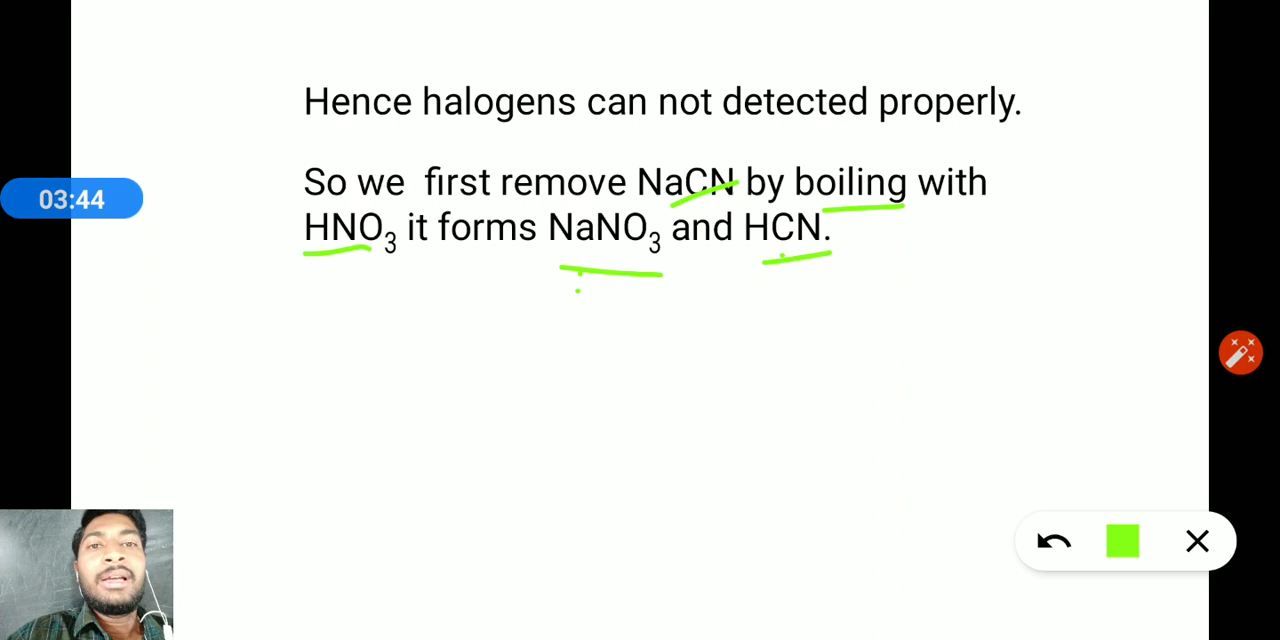 Hence halogens can not detected properly.
So we first remove NaCN by boiling with
HNO₃ it forms NaNO₃ and HCN.
03:44